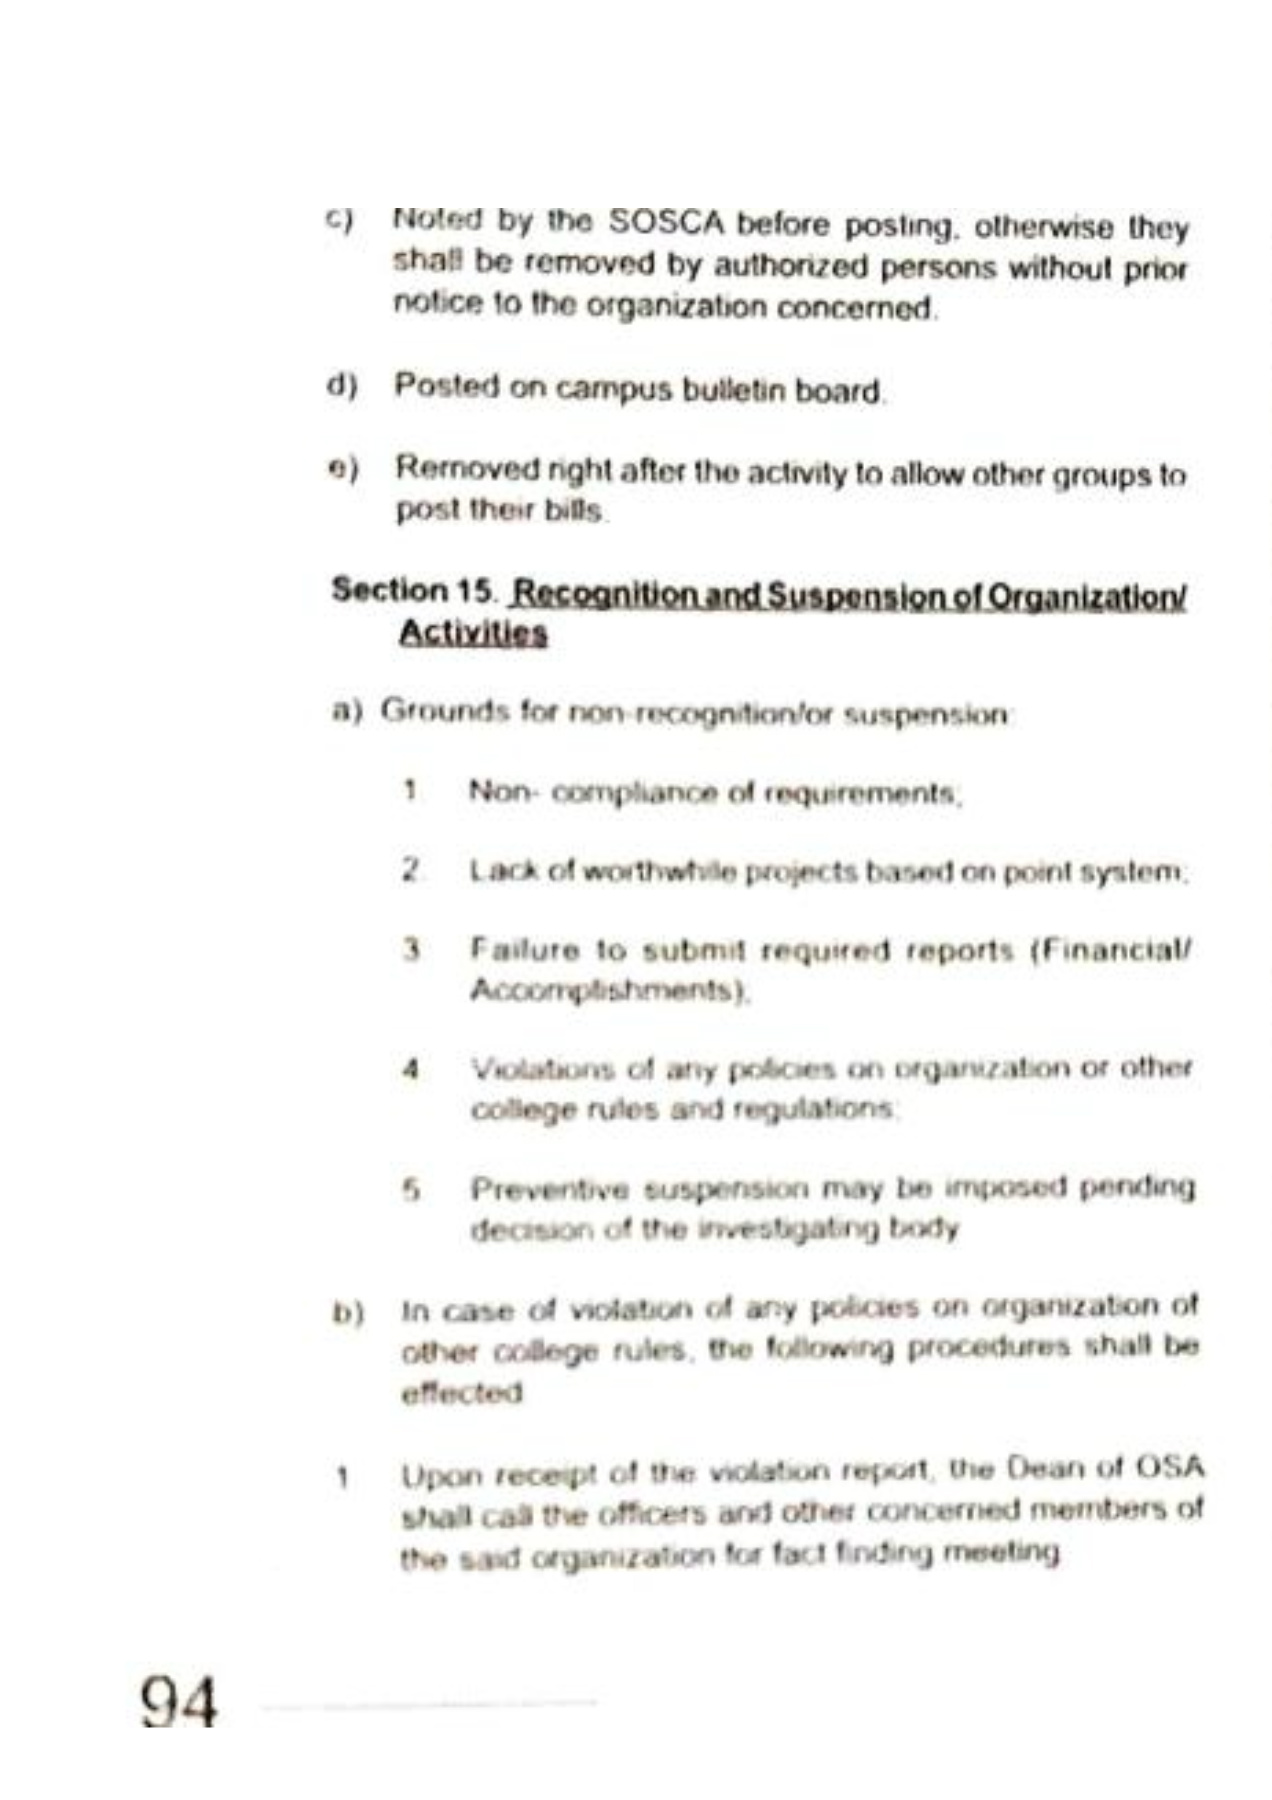 c) Noted by the SOSCA before posting, otherwise they
shall be removed by authorized persons without prior
notice to the organization concerned.
d) Posted on campus bulletin board.
e) Removed right after the activity to allow other groups to
post their bills.
Section 15. Recognition and Suspension of Organization/
Activities
a) Grounds for non-recognition/or suspension:
1 Non- compliance of requirements;
2. Lack of worthwhile projects based on point system;
3 Failure to submit required reports (Financial/
Accomplishments);
4 Violations of any policies on organization or other
college rules and regulations;
5 Preventive suspension may be imposed pending
decision of the investigating body
b) In case of violation of any policies on organization of
other college rules, the following procedures shall be
effected
1 Upon receipt of the violation report, the Dean of OSA
shall call the officers and other concerned members of
the said organization for fact finding meeting
94